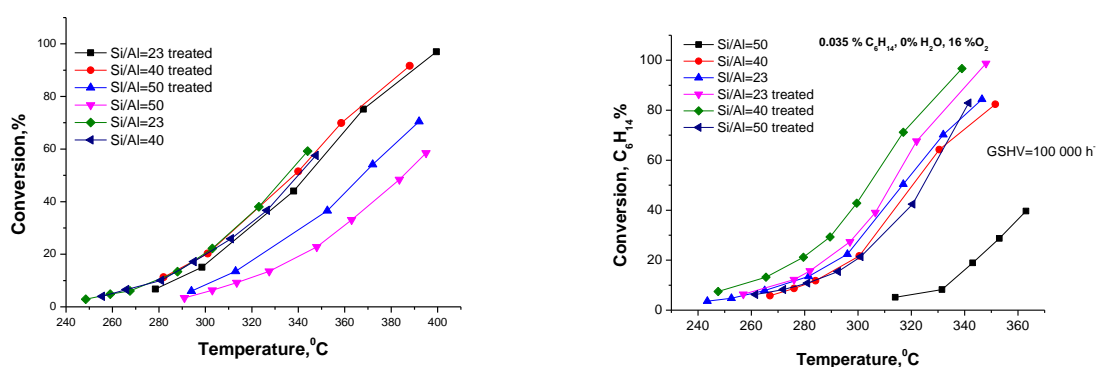 Conversion,%
100
80
60
40
20
0
Si/Al=23 treated
Si/Al=40 treated
SI/Al=50 treated
Si/Al=50
Si/Al=23
Si/Al=40
240 260 280 300 320 340 360 380 400
Temperature,⁰C
Conversion, C₆H₁₄%
100
80
60
40
20
0
0.035 % C₆H₁₄, 0% H₂O, 16 %O₂
Si/Al=50
Si/Al=40
SI/Al=23
Si/Al=23 treated
Si/Al=40 treated
Si/Al=50 treated
GSHV=100 000 h⁻
240 260 280 300 320 340 360
Temperature,⁰C